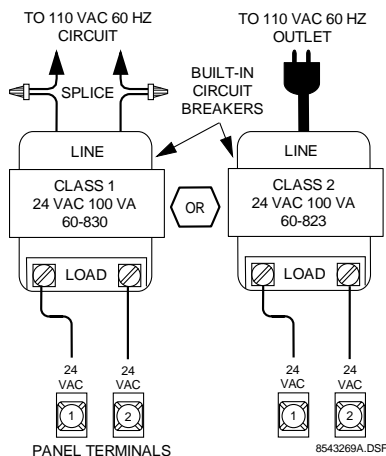 TO 110 VAC 60 HZ
CIRCUIT
TO 110 VAC 60 HZ
OUTLET
SPLICE
BUILT-IN
CIRCUIT
BREAKERS
LINE
LINE
CLASS 1
24 VAC 100 VA
60-830
OR
CLASS 2
24 VAC 100 VA
60-823
LOAD
LOAD
24
VAC
24
VAC
24
VAC
24
VAC
1
2
1
2
PANEL TERMINALS
8543269A.DSF